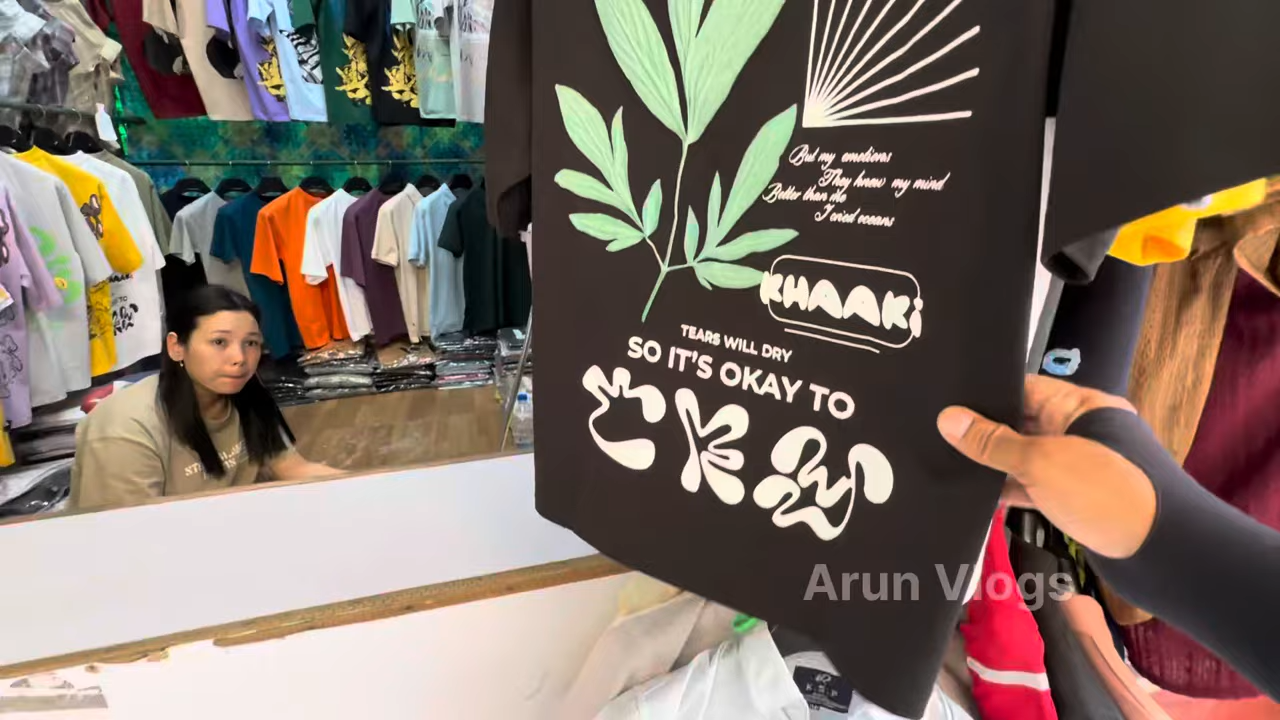 But my emotions
They knew my mind
Better than me
I cried oceans
KHAAKi
TEARS WILL DRY
SO IT'S OKAY TO
CRY
Arun Vlogs